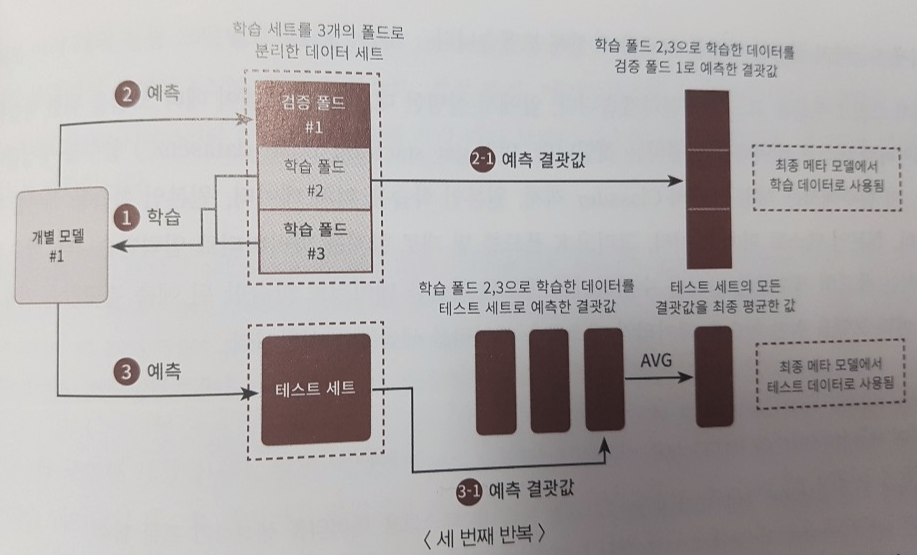 학습 세트를 3개의 폴드로
분리한 데이터 세트
학습 폴드 2,3으로 학습한 데이터를
검증 폴드 1로 예측한 결괏값
2 예측
검증 폴드
#1
2-1 예측 결괏값
학습 폴드
#2
최종 메타 모델에서
학습 데이터로 사용됨
1 학습
개별 모델
#1
학습 폴드
#3
학습 폴드 2,3으로 학습한 데이터를
테스트 세트로 예측한 결괏값
테스트 세트의 모든
결괏값을 최종 평균한 값
3 예측
테스트 세트
AVG
최종 메타 모델에서
테스트 데이터로 사용됨
3-1 예측 결괏값
〈 세 번째 반복 〉